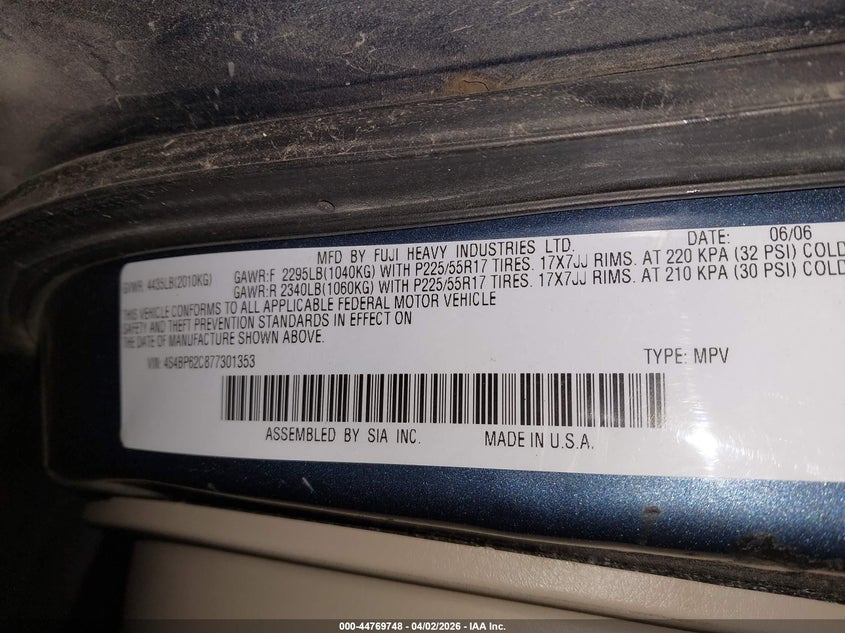 MFD BY FUJI HEAVY INDUSTRIES LTD. DATE: 06/06
GVWR 4435LB(2010KG) GAWR:F 2295LB(1040KG) WITH P225/55R17 TIRES. 17X7JJ RIMS. AT 220 KPA (32 PSI) COLD
GAWR:R 2340LB(1060KG) WITH P225/55R17 TIRES. 17X7JJ RIMS. AT 210 KPA (30 PSI) COLD
THIS VEHICLE CONFORMS TO ALL APPLICABLE FEDERAL MOTOR VEHICLE
SAFETY AND THEFT PREVENTION STANDARDS IN EFFECT ON
THE DATE OF MANUFACTURE SHOWN ABOVE.
VIN: 4S4BP62C877301353 TYPE: MPV
ASSEMBLED BY SIA INC. MADE IN U.S.A.
000-44769748 - 04/02/2026 - IAA Inc.